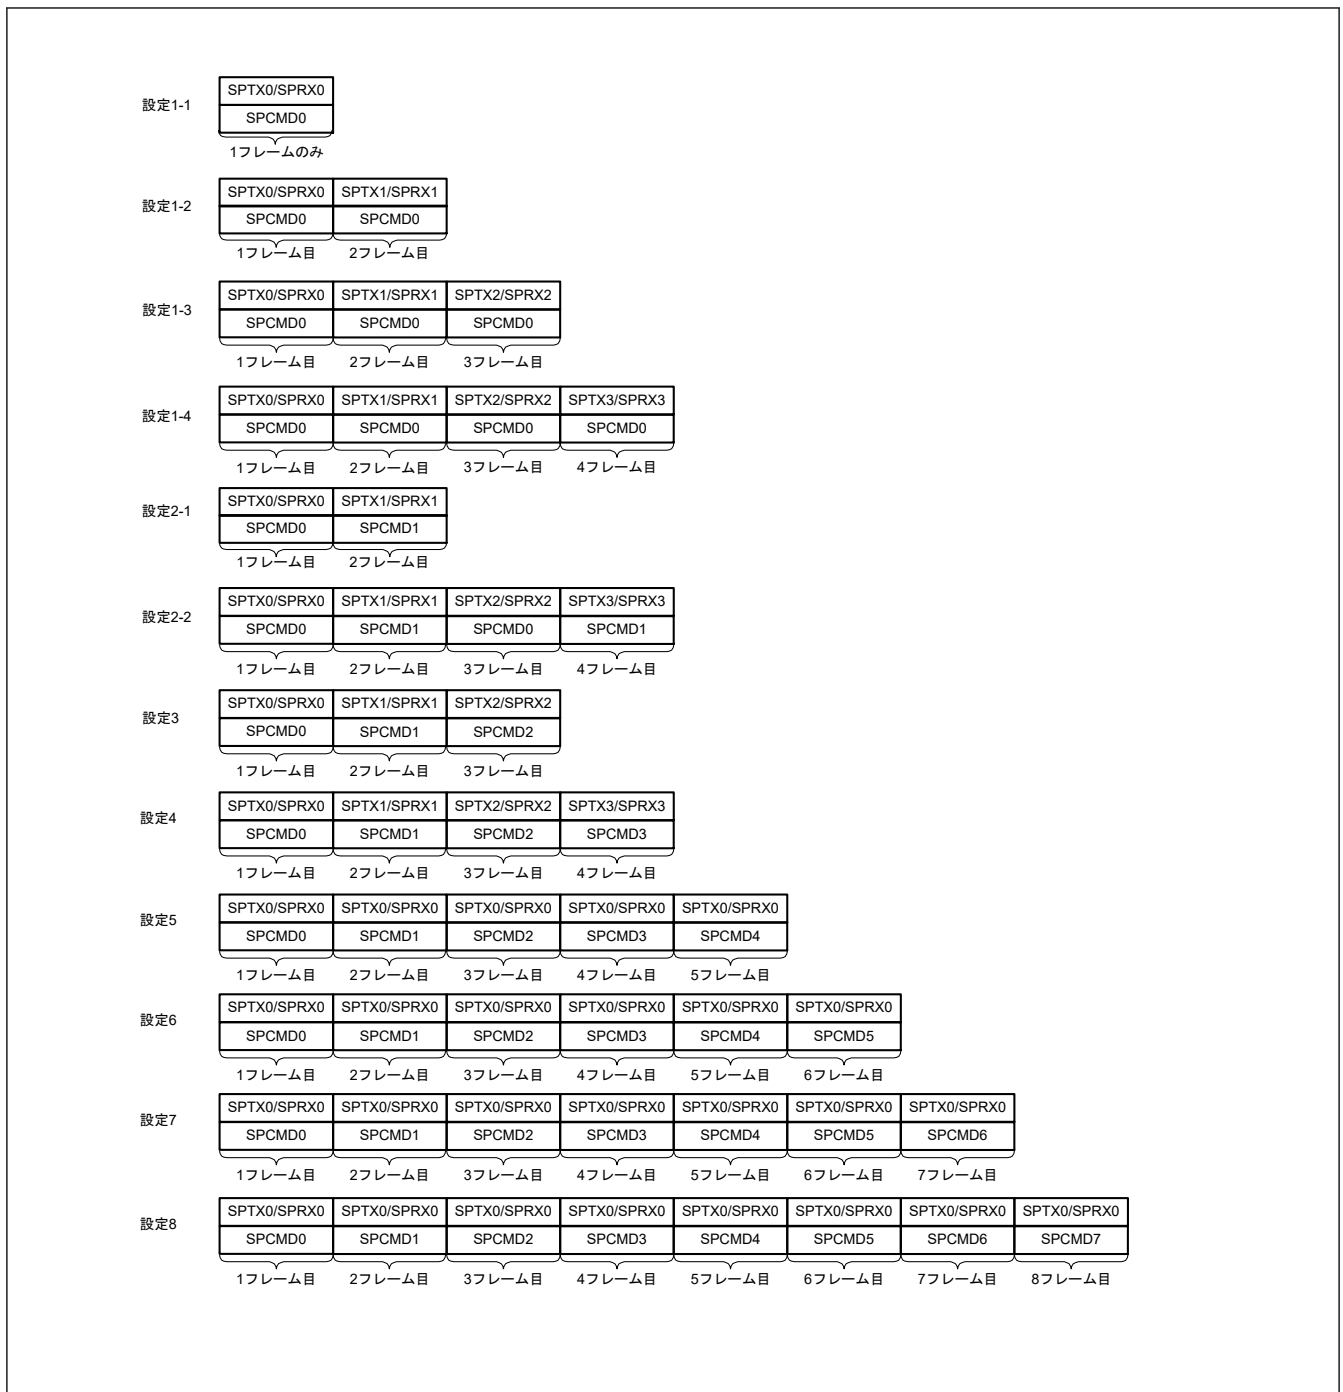 SPTX0/SPRX0
設定1-1
SPCMD0
1フレームのみ
SPTX0/SPRX0 SPTX1/SPRX1
設定1-2
SPCMD0 SPCMD0
1フレーム目 2フレーム目
SPTX0/SPRX0 SPTX1/SPRX1 SPTX2/SPRX2
設定1-3
SPCMD0 SPCMD0 SPCMD0
1フレーム目 2フレーム目 3フレーム目
SPTX0/SPRX0 SPTX1/SPRX1 SPTX2/SPRX2 SPTX3/SPRX3
設定1-4
SPCMD0 SPCMD0 SPCMD0 SPCMD0
1フレーム目 2フレーム目 3フレーム目 4フレーム目
SPTX0/SPRX0 SPTX1/SPRX1
設定2-1
SPCMD0 SPCMD1
1フレーム目 2フレーム目
SPTX0/SPRX0 SPTX1/SPRX1 SPTX2/SPRX2 SPTX3/SPRX3
設定2-2
SPCMD0 SPCMD1 SPCMD0 SPCMD1
1フレーム目 2フレーム目 3フレーム目 4フレーム目
SPTX0/SPRX0 SPTX1/SPRX1 SPTX2/SPRX2
設定3
SPCMD0 SPCMD1 SPCMD2
1フレーム目 2フレーム目 3フレーム目
SPTX0/SPRX0 SPTX1/SPRX1 SPTX2/SPRX2 SPTX3/SPRX3
設定4
SPCMD0 SPCMD1 SPCMD2 SPCMD3
1フレーム目 2フレーム目 3フレーム目 4フレーム目
SPTX0/SPRX0 SPTX0/SPRX0 SPTX0/SPRX0 SPTX0/SPRX0 SPTX0/SPRX0
設定5
SPCMD0 SPCMD1 SPCMD2 SPCMD3 SPCMD4
1フレーム目 2フレーム目 3フレーム目 4フレーム目 5フレーム目
SPTX0/SPRX0 SPTX0/SPRX0 SPTX0/SPRX0 SPTX0/SPRX0 SPTX0/SPRX0 SPTX0/SPRX0
設定6
SPCMD0 SPCMD1 SPCMD2 SPCMD3 SPCMD4 SPCMD5
1フレーム目 2フレーム目 3フレーム目 4フレーム目 5フレーム目 6フレーム目
SPTX0/SPRX0 SPTX0/SPRX0 SPTX0/SPRX0 SPTX0/SPRX0 SPTX0/SPRX0 SPTX0/SPRX0 SPTX0/SPRX0
設定7
SPCMD0 SPCMD1 SPCMD2 SPCMD3 SPCMD4 SPCMD5 SPCMD6
1フレーム目 2フレーム目 3フレーム目 4フレーム目 5フレーム目 6フレーム目 7フレーム目
SPTX0/SPRX0 SPTX0/SPRX0 SPTX0/SPRX0 SPTX0/SPRX0 SPTX0/SPRX0 SPTX0/SPRX0 SPTX0/SPRX0 SPTX0/SPRX0
設定8
SPCMD0 SPCMD1 SPCMD2 SPCMD3 SPCMD4 SPCMD5 SPCMD6 SPCMD7
1フレーム目 2フレーム目 3フレーム目 4フレーム目 5フレーム目 6フレーム目 7フレーム目 8フレーム目